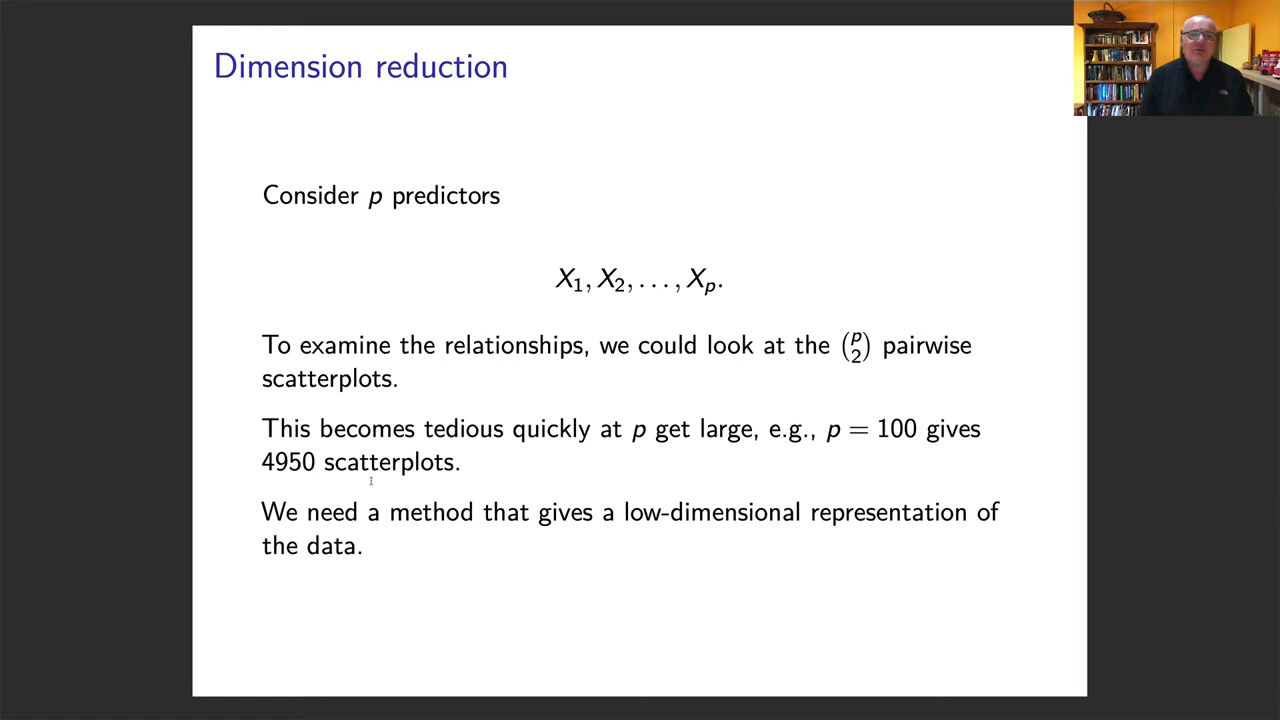 Dimension reduction
Consider p predictors
X₁, X₂, . . . , Xₚ.
To examine the relationships, we could look at the (p 2) pairwise
scatterplots.
This becomes tedious quickly at p get large, e.g., p = 100 gives
4950 scatterplots.
We need a method that gives a low-dimensional representation of
the data.